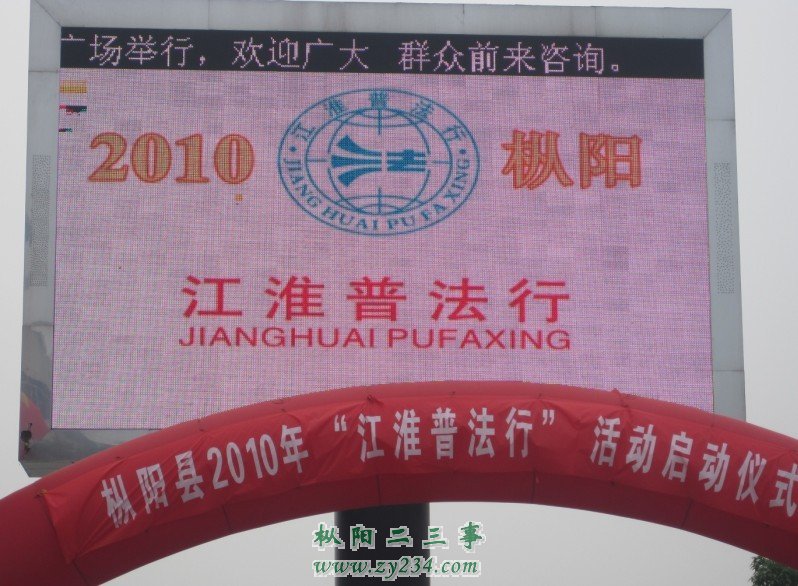 广场举行，欢迎广大 群众前来咨询。
2010
江淮普法行
JIANG HUAI PU FA XING
枞阳
江淮普法行
JIANGHUAI PUFAXING
枞阳县2010年“江淮普法行”活动启动仪式
枞阳二三事
www.zy234.com